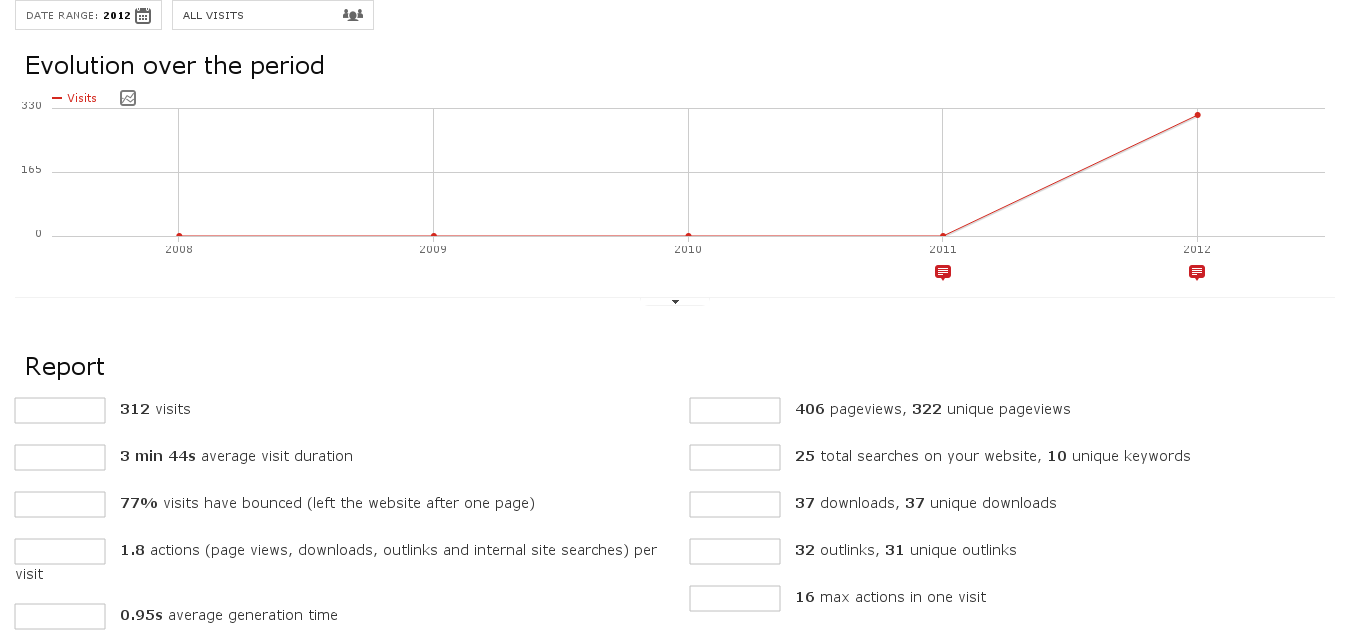 DATE RANGE: 2012
ALL VISITS
Evolution over the period
Visits
330
165
0
2008
2009
2010
2011
2012
Report
312 visits
3 min 44s average visit duration
77% visits have bounced (left the website after one page)
1.8 actions (page views, downloads, outlinks and internal site searches) per
visit
0.95s average generation time
406 pageviews, 322 unique pageviews
25 total searches on your website, 10 unique keywords
37 downloads, 37 unique downloads
32 outlinks, 31 unique outlinks
16 max actions in one visit